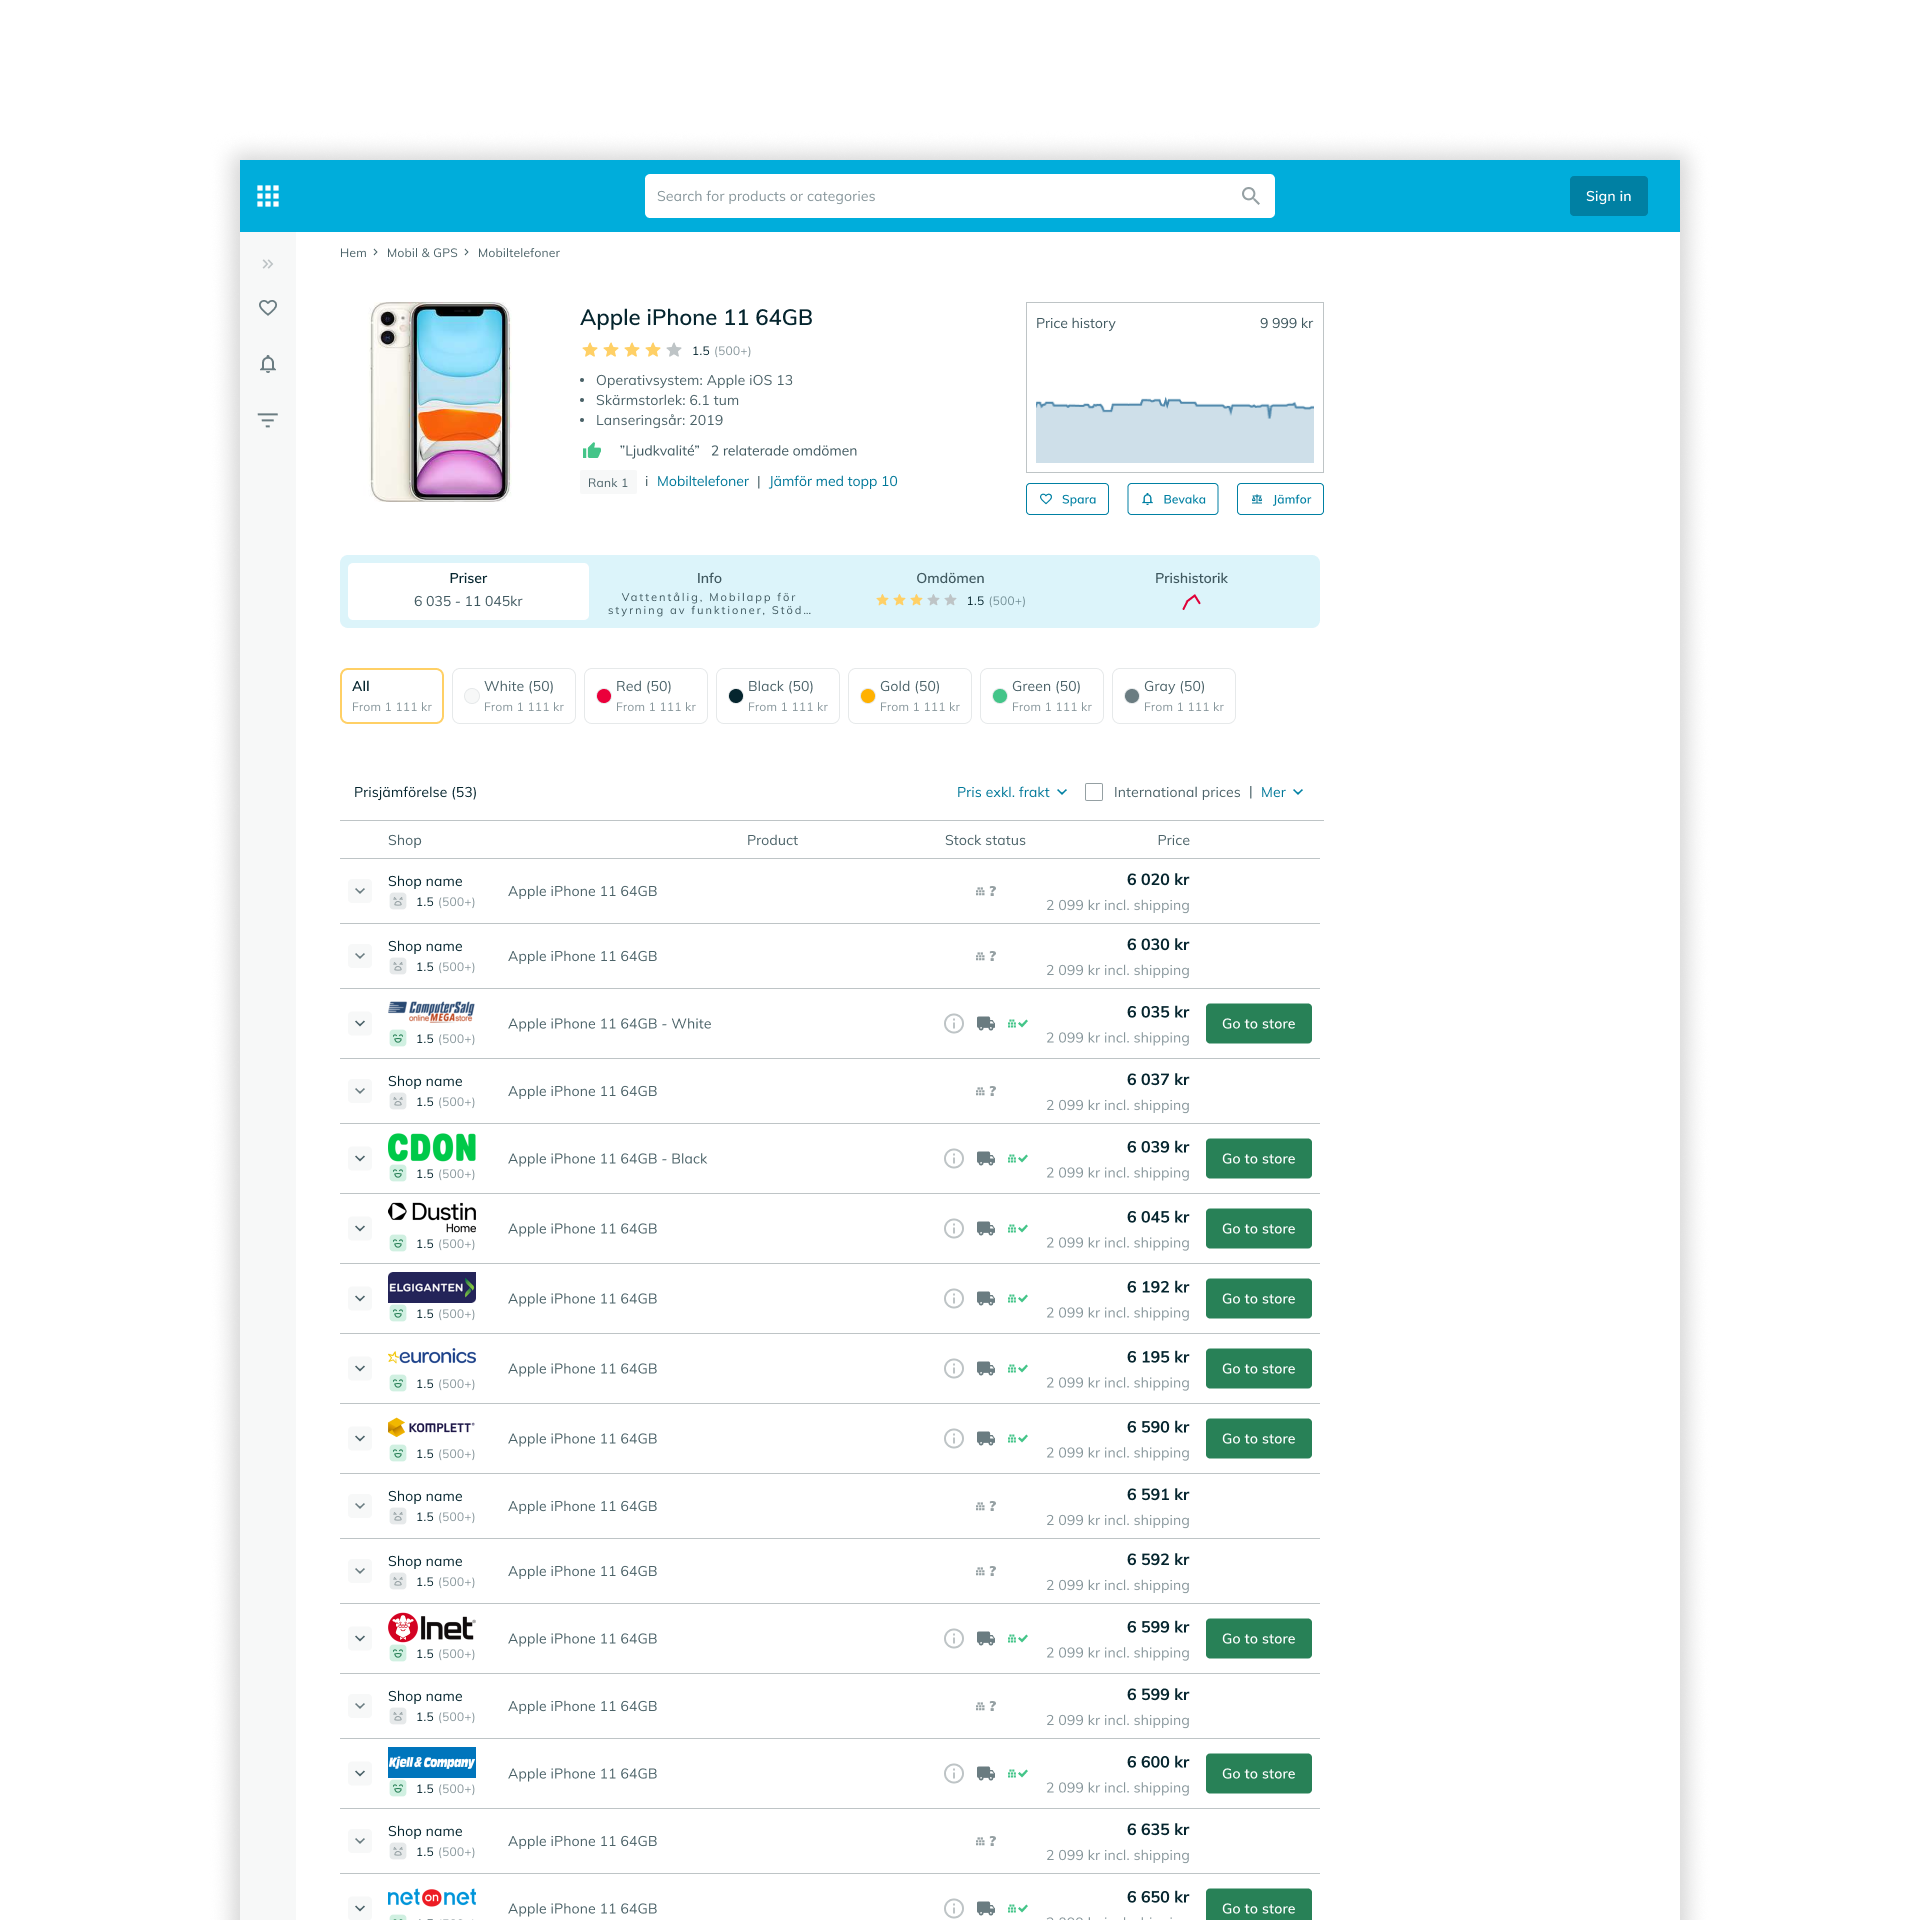 Search for products or categories
Sign in
Hem > Mobil & GPS > Mobiltelefoner
Apple iPhone 11 64GB
1.5 (500+)
• Operativsystem: Apple iOS 13
• Skärmstorlek: 6.1 tum
• Lanseringsår: 2019
”Ljudkvalité” 2 relaterade omdömen
Rank 1 i Mobiltelefoner | Jämför med topp 10
Price history 9 999 kr
Spara Bevaka Jämfor
Priser
6 035 - 11 045kr
Info
Vattentålig, Mobilapp för
styrning av funktioner, Stöd...
Omdömen
1.5 (500+)
Prishistorik
All
From 1 111 kr
White (50)
From 1 111 kr
Red (50)
From 1 111 kr
Black (50)
From 1 111 kr
Gold (50)
From 1 111 kr
Green (50)
From 1 111 kr
Gray (50)
From 1 111 kr
Prisjämförelse (53) Pris exkl. frakt International prices | Mer
Shop Product Stock status Price
Shop name
1.5 (500+)
Apple iPhone 11 64GB
?
6 020 kr
2 099 kr incl. shipping
Shop name
1.5 (500+)
Apple iPhone 11 64GB
?
6 030 kr
2 099 kr incl. shipping
ComputerSalg
online MEGAstore
1.5 (500+)
Apple iPhone 11 64GB - White
6 035 kr
2 099 kr incl. shipping
Go to store
Shop name
1.5 (500+)
Apple iPhone 11 64GB
?
6 037 kr
2 099 kr incl. shipping
CDON
1.5 (500+)
Apple iPhone 11 64GB - Black
6 039 kr
2 099 kr incl. shipping
Go to store
Dustin
Home
1.5 (500+)
Apple iPhone 11 64GB
6 045 kr
2 099 kr incl. shipping
Go to store
ELGIGANTEN
1.5 (500+)
Apple iPhone 11 64GB
6 192 kr
2 099 kr incl. shipping
Go to store
euronics
1.5 (500+)
Apple iPhone 11 64GB
6 195 kr
2 099 kr incl. shipping
Go to store
KOMPLETT
1.5 (500+)
Apple iPhone 11 64GB
6 590 kr
2 099 kr incl. shipping
Go to store
Shop name
1.5 (500+)
Apple iPhone 11 64GB
?
6 591 kr
2 099 kr incl. shipping
Shop name
1.5 (500+)
Apple iPhone 11 64GB
?
6 592 kr
2 099 kr incl. shipping
Inet
1.5 (500+)
Apple iPhone 11 64GB
6 599 kr
2 099 kr incl. shipping
Go to store
Shop name
1.5 (500+)
Apple iPhone 11 64GB
?
6 599 kr
2 099 kr incl. shipping
Kjell & Company
1.5 (500+)
Apple iPhone 11 64GB
6 600 kr
2 099 kr incl. shipping
Go to store
Shop name
1.5 (500+)
Apple iPhone 11 64GB
?
6 635 kr
2 099 kr incl. shipping
net on net
Apple iPhone 11 64GB
6 650 kr
Go to store